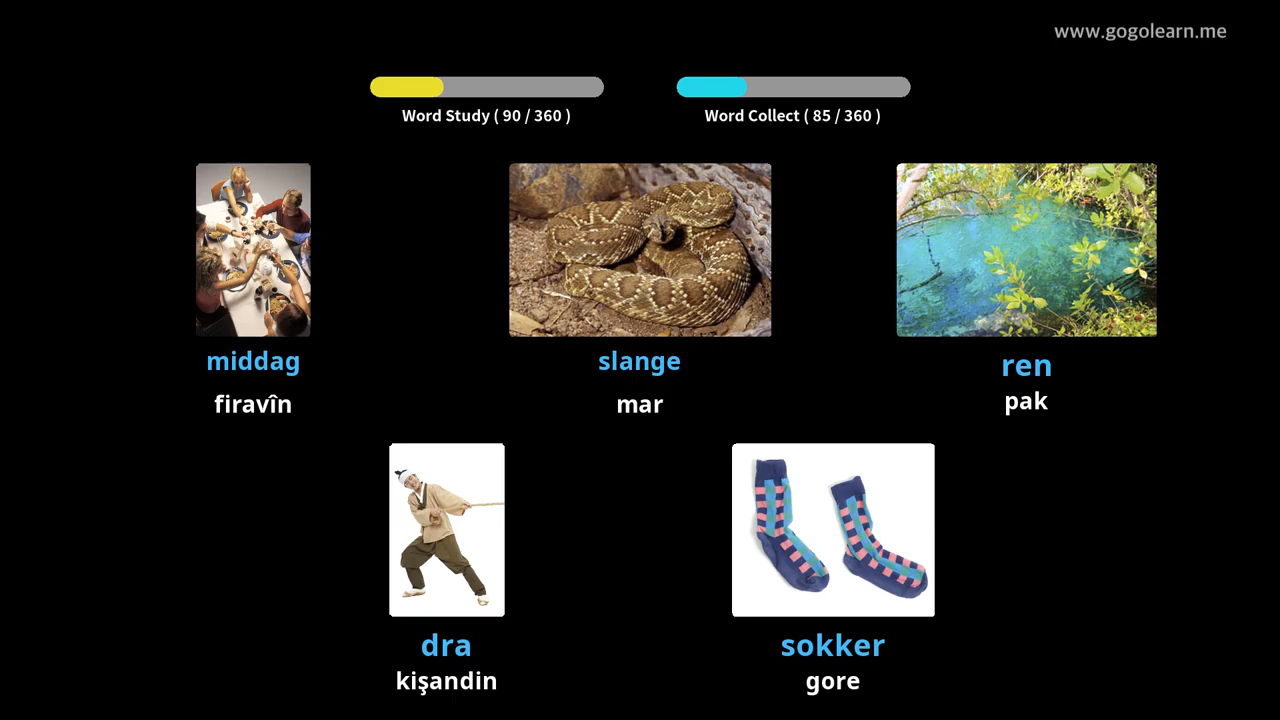 www.gogolearn.me
Word Study ( 90 / 360 )
Word Collect ( 85 / 360 )
middag
firavîn
slange
mar
ren
pak
dra
kişandin
sokker
gore